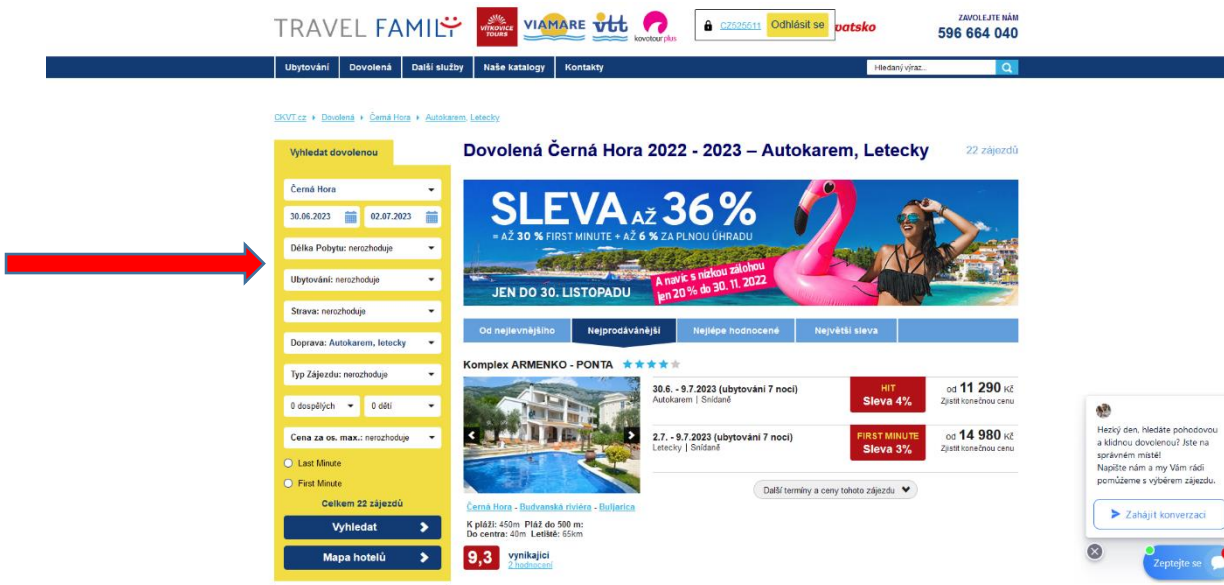 TRAVEL FAMILY
VÍTKOVICE TOURS
VIAMARE
vtt
kovotour plus
CZ525511 Odhlásit se
vatsko
ZAVOLEJTE NÁM
596 664 040
Ubytování Dovolená Další služby Naše katalogy Kontakty
Hledaný výraz...
CKVT.cz Dovolená Černá Hora Autokarem, Letecky
Vyhledat dovolenou
Černá Hora
30.06.2023 02.07.2023
Délka Pobytu: nerozhoduje
Ubytování: nerozhoduje
Strava: nerozhoduje
Doprava: Autokarem, letecky
Typ Zájezdu: nerozhoduje
0 dospělých 0 dětí
Cena za os. max.: nerozhoduje
Last Minute
First Minute
Celkem 22 zájezdů
Vyhledat
Mapa hotelů
Dovolená Černá Hora 2022 - 2023 – Autokarem, Letecky
22 zájezdů
SLEVA AŽ 36 %
= AŽ 30 % FIRST MINUTE + AŽ 6 % ZA PLNOU ÚHRADU
JEN DO 30. LISTOPADU
A navíc s nízkou zálohou
jen 20 % do 30. 11. 2022
Od nejlevnějšího Nejprodávánější Nejlépe hodnocené Největší sleva
Komplex ARMENKO - PONTA
30.6. - 9.7.2023 (ubytování 7 nocí)
Autokarem | Snídaně
HIT
Sleva 4%
od 11 290 Kč
Zjistit konečnou cenu
2.7. - 9.7.2023 (ubytování 7 nocí)
Letecky | Snídaně
FIRST MINUTE
Sleva 3%
od 14 980 Kč
Zjistit konečnou cenu
Další termíny a ceny tohoto zájezdu
Černá Hora - Budvanská riviéra - Buljarica
K pláži: 450m Pláž do 500 m:
Do centra: 40m Letiště: 65km
9,3
vynikající
2 hodnocení
Hezký den, hledáte pohodovou
a klidnou dovolenou? Jste na
správném místě!
Napište nám a my Vám rádi
pomůžeme s výběrem zájezdu.
Zahájit konverzaci
Zeptejte se